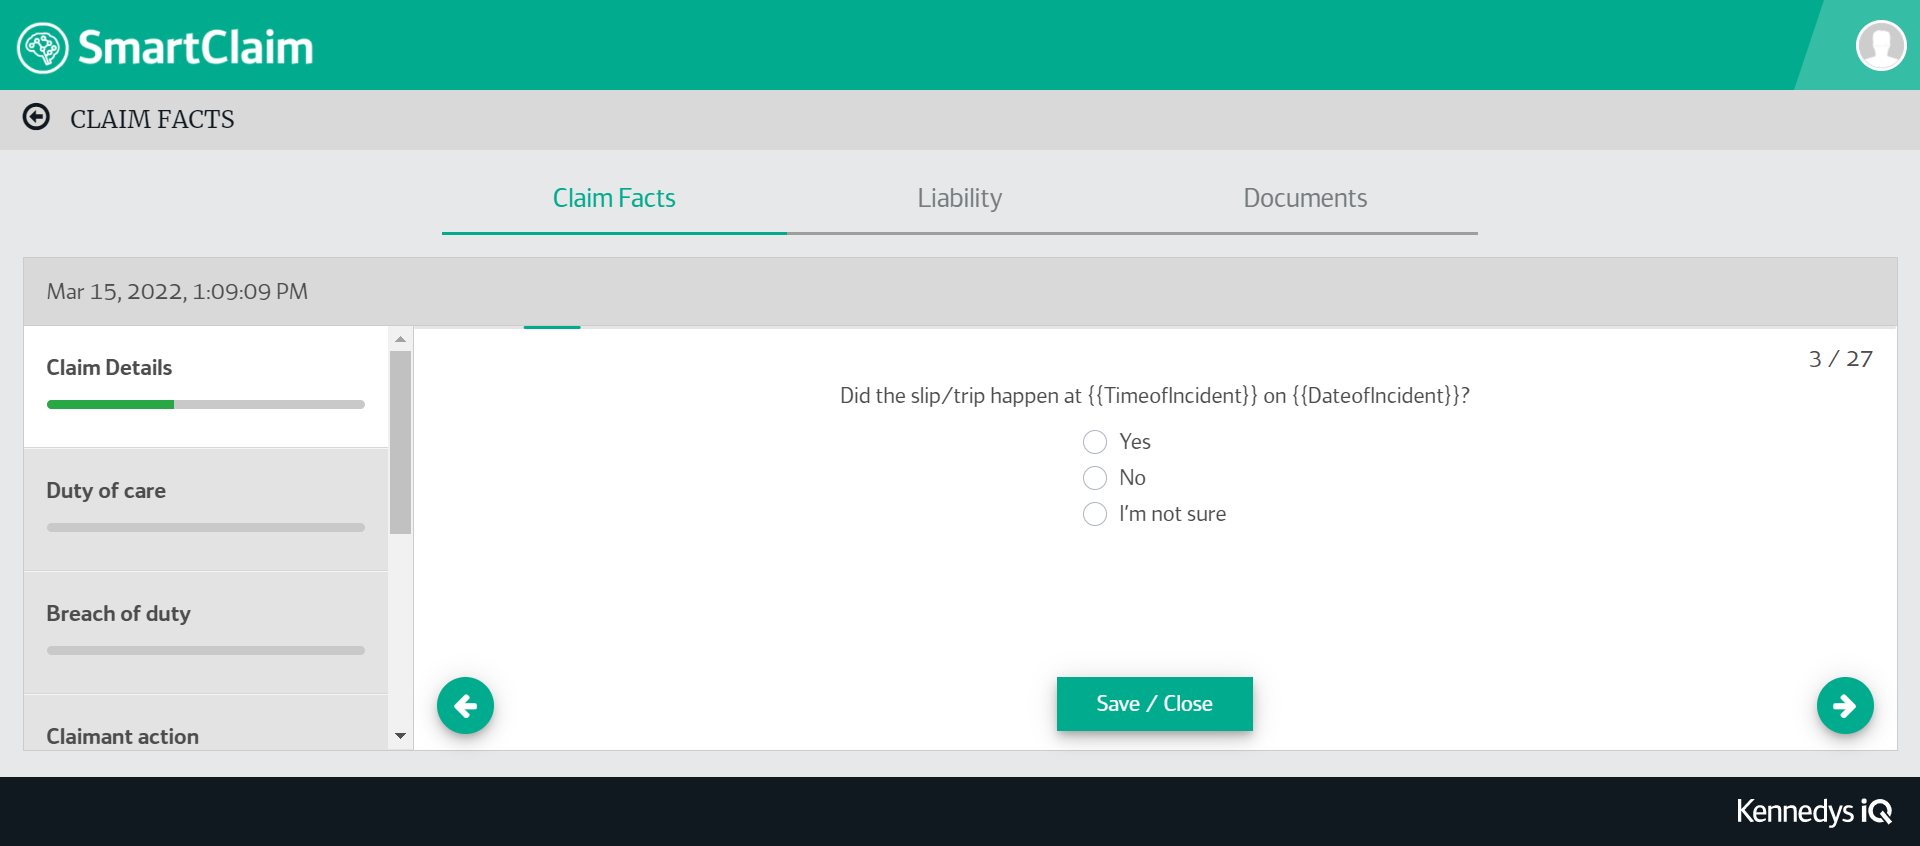 SmartClaim
CLAIM FACTS
Claim Facts
Liability
Documents
Mar 15, 2022, 1:09:09 PM
Claim Details
Duty of care
Breach of duty
Claimant action
3 / 27
Did the slip/trip happen at {{TimeofIncident}} on {{DateofIncident}}?
Yes
No
I'm not sure
Save / Close
Kennedys iQ